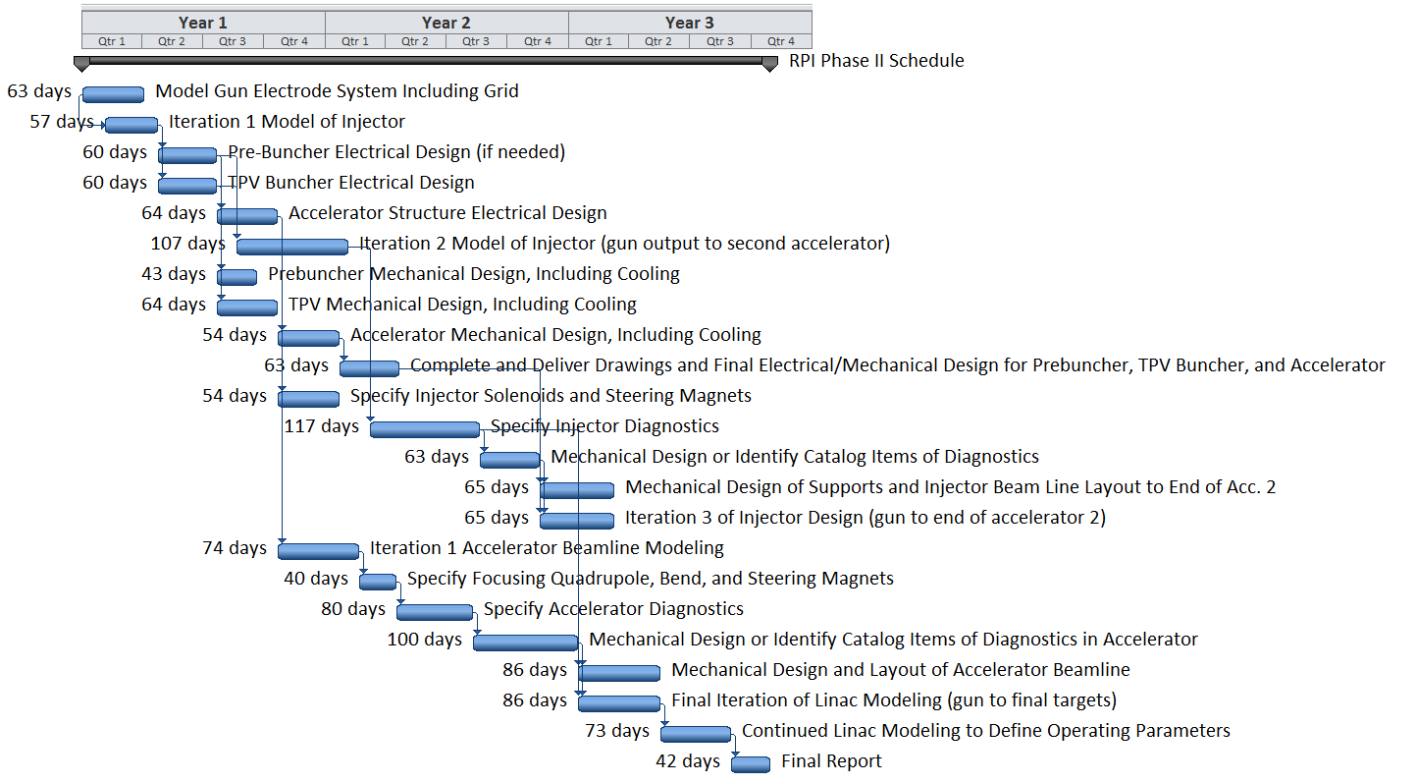 Year 1 Year 2 Year 3
Qtr 1 Qtr 2 Qtr 3 Qtr 4 Qtr 1 Qtr 2 Qtr 3 Qtr 4 Qtr 1 Qtr 2 Qtr 3 Qtr 4
RPI Phase II Schedule
63 days Model Gun Electrode System Including Grid
57 days Iteration 1 Model of Injector
60 days Pre-Buncher Electrical Design (if needed)
60 days TPV Buncher Electrical Design
64 days Accelerator Structure Electrical Design
107 days Iteration 2 Model of Injector (gun output to second accelerator)
43 days Prebuncher Mechanical Design, Including Cooling
64 days TPV Mechanical Design, Including Cooling
54 days Accelerator Mechanical Design, Including Cooling
63 days Complete and Deliver Drawings and Final Electrical/Mechanical Design for Prebuncher, TPV Buncher, and Accelerator
54 days Specify Injector Solenoids and Steering Magnets
117 days Specify Injector Diagnostics
63 days Mechanical Design or Identify Catalog Items of Diagnostics
65 days Mechanical Design of Supports and Injector Beam Line Layout to End of Acc. 2
65 days Iteration 3 of Injector Design (gun to end of accelerator 2)
74 days Iteration 1 Accelerator Beamline Modeling
40 days Specify Focusing Quadrupole, Bend, and Steering Magnets
80 days Specify Accelerator Diagnostics
100 days Mechanical Design or Identify Catalog Items of Diagnostics in Accelerator
86 days Mechanical Design and Layout of Accelerator Beamline
86 days Final Iteration of Linac Modeling (gun to final targets)
73 days Continued Linac Modeling to Define Operating Parameters
42 days Final Report